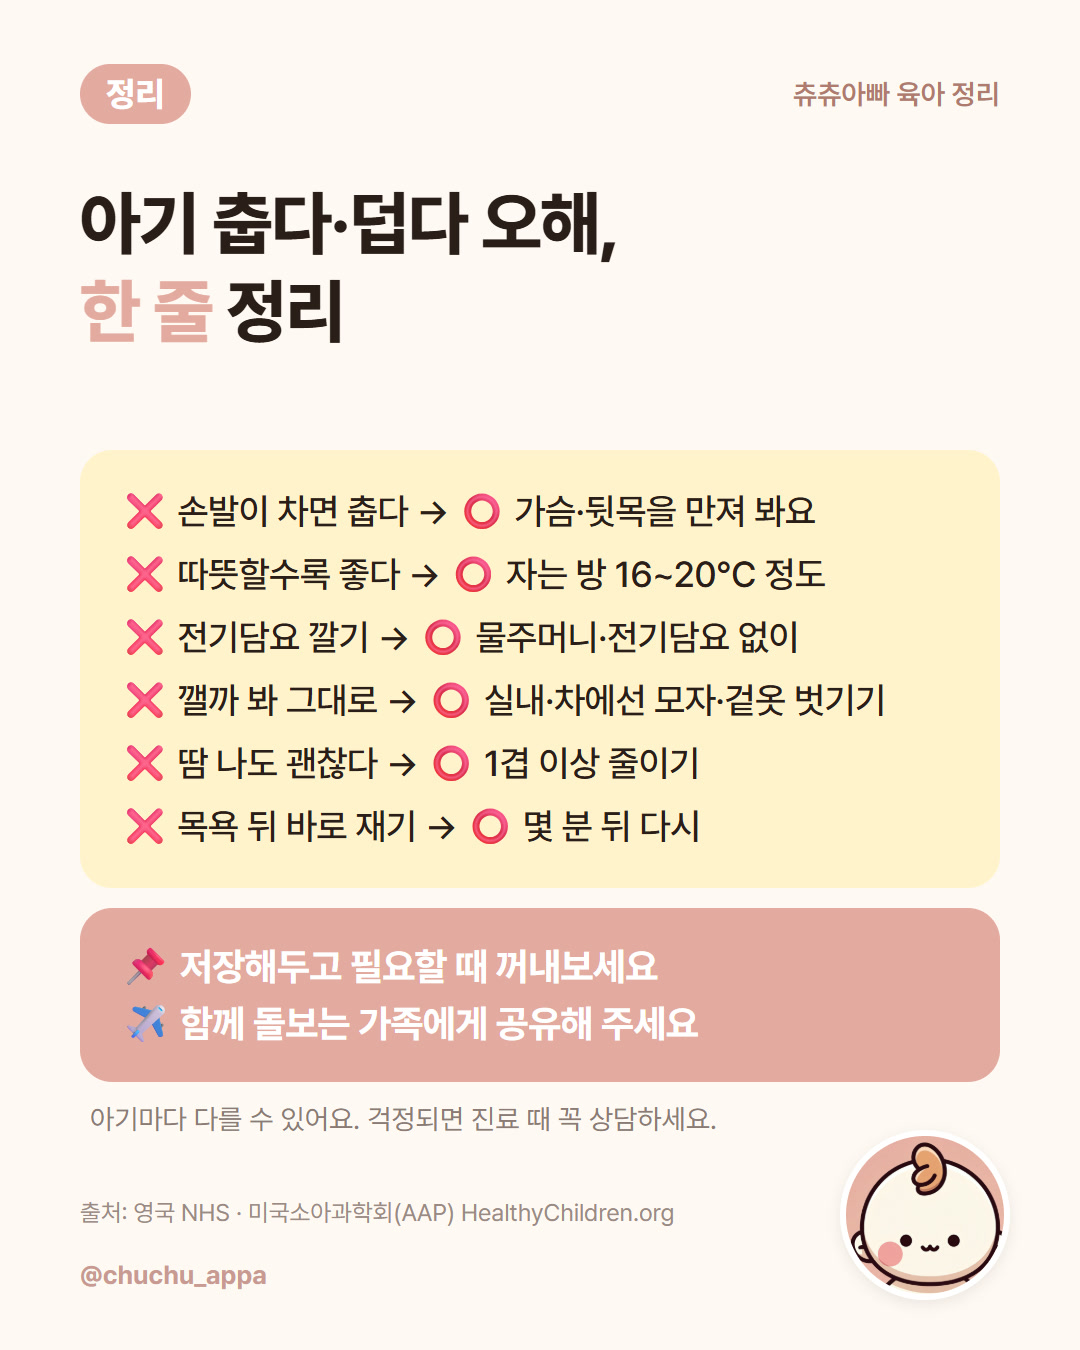 정리
츄츄아빠 육아 정리
아기 춥다·덥다 오해,
한 줄 정리
❌ 손발이 차면 춥다 → ⭕ 가슴·뒷목을 만져 봐요
❌ 따뜻할수록 좋다 → ⭕ 자는 방 16~20°C 정도
❌ 전기담요 깔기 → ⭕ 물주머니·전기담요 없이
❌ 깰까 봐 그대로 → ⭕ 실내·차에선 모자·겉옷 벗기기
❌ 땀 나도 괜찮다 → ⭕ 1겹 이상 줄이기
❌ 목욕 뒤 바로 재기 → ⭕ 몇 분 뒤 다시
📌 저장해두고 필요할 때 꺼내보세요
✈️ 함께 돌보는 가족에게 공유해 주세요
아기마다 다를 수 있어요. 걱정되면 진료 때 꼭 상담하세요.
출처: 영국 NHS · 미국소아과학회(AAP) HealthyChildren.org
@chuchu_appa